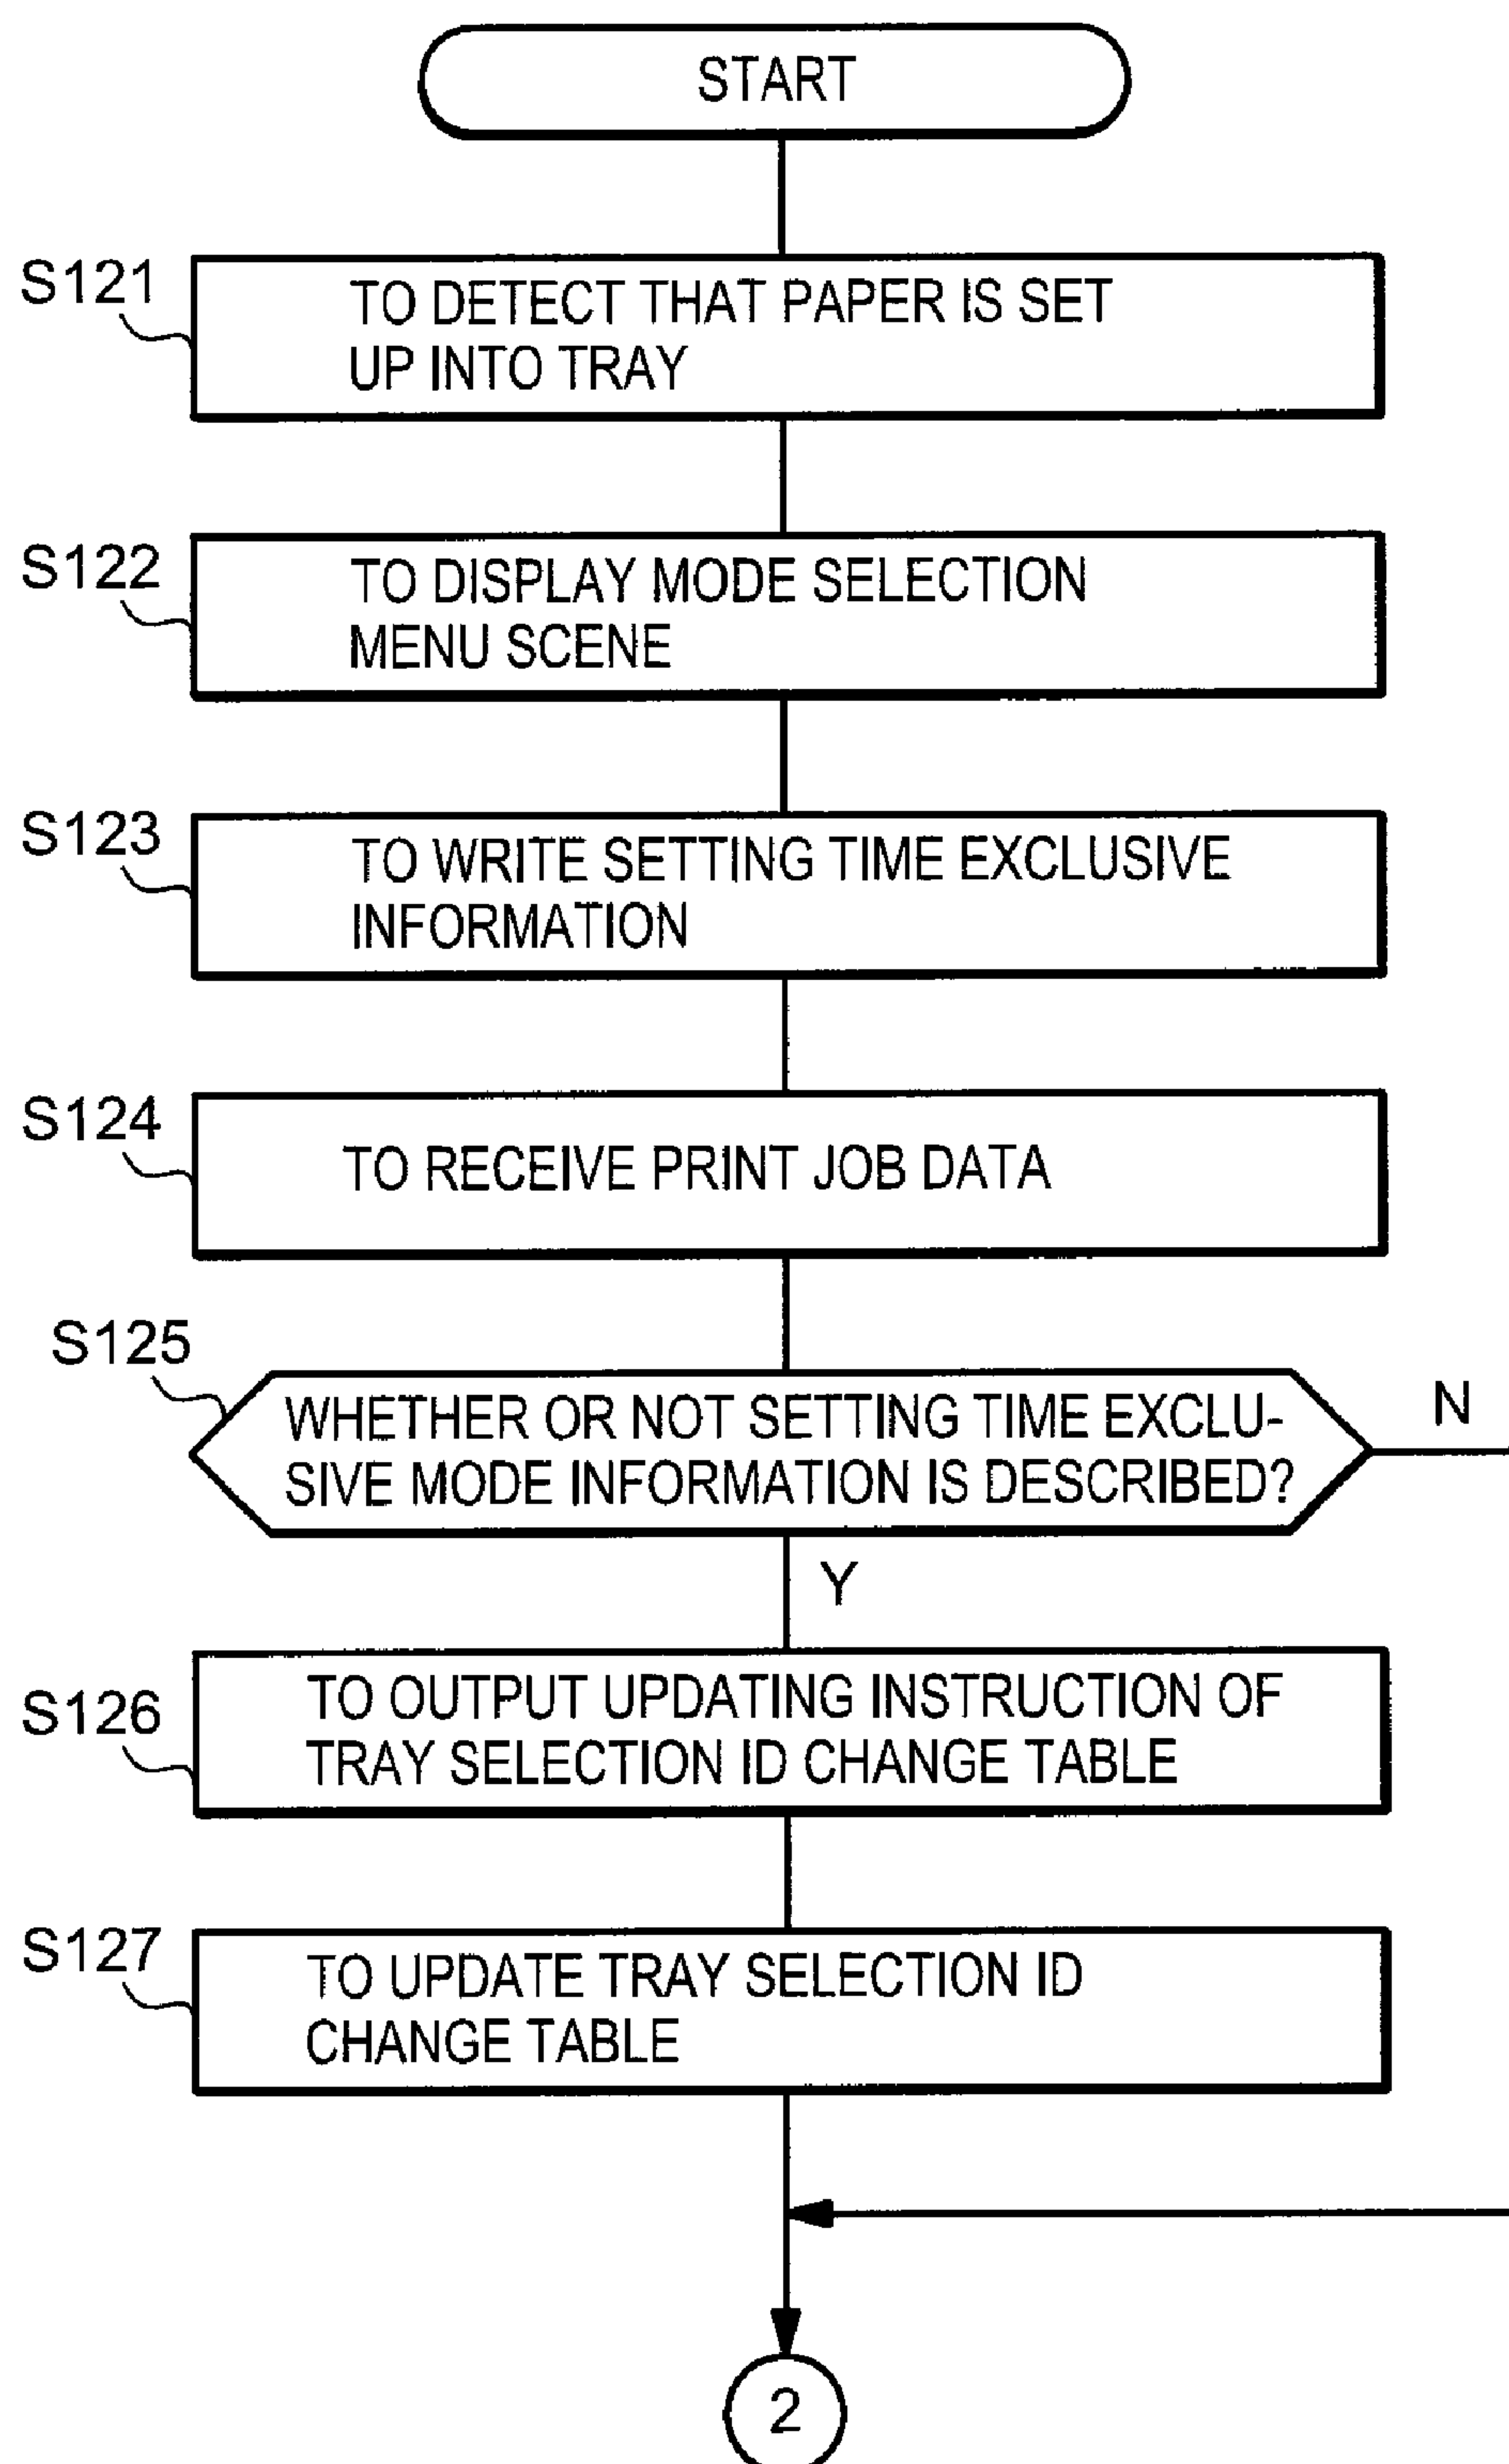 START
S121
TO DETECT THAT PAPER IS SET
UP INTO TRAY
S122
TO DISPLAY MODE SELECTION
MENU SCENE
S123
TO WRITE SETTING TIME EXCLUSIVE
INFORMATION
S124
TO RECEIVE PRINT JOB DATA
S125
WHETHER OR NOT SETTING TIME EXCLU-
SIVE MODE INFORMATION IS DESCRIBED?
N
Y
S126
TO OUTPUT UPDATING INSTRUCTION OF
TRAY SELECTION ID CHANGE TABLE
S127
TO UPDATE TRAY SELECTION ID
CHANGE TABLE
2